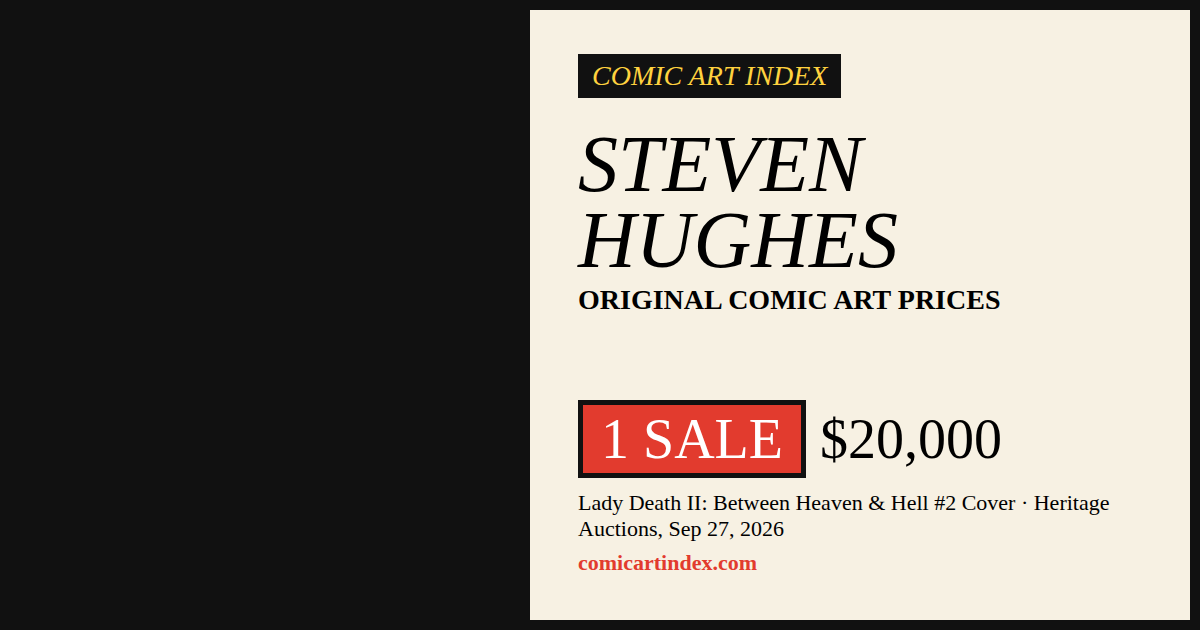 COMIC ART INDEX
STEVEN
HUGHES
ORIGINAL COMIC ART PRICES
1 SALE $20,000
Lady Death II: Between Heaven & Hell #2 Cover · Heritage
Auctions, Sep 27, 2026
comicartindex.com